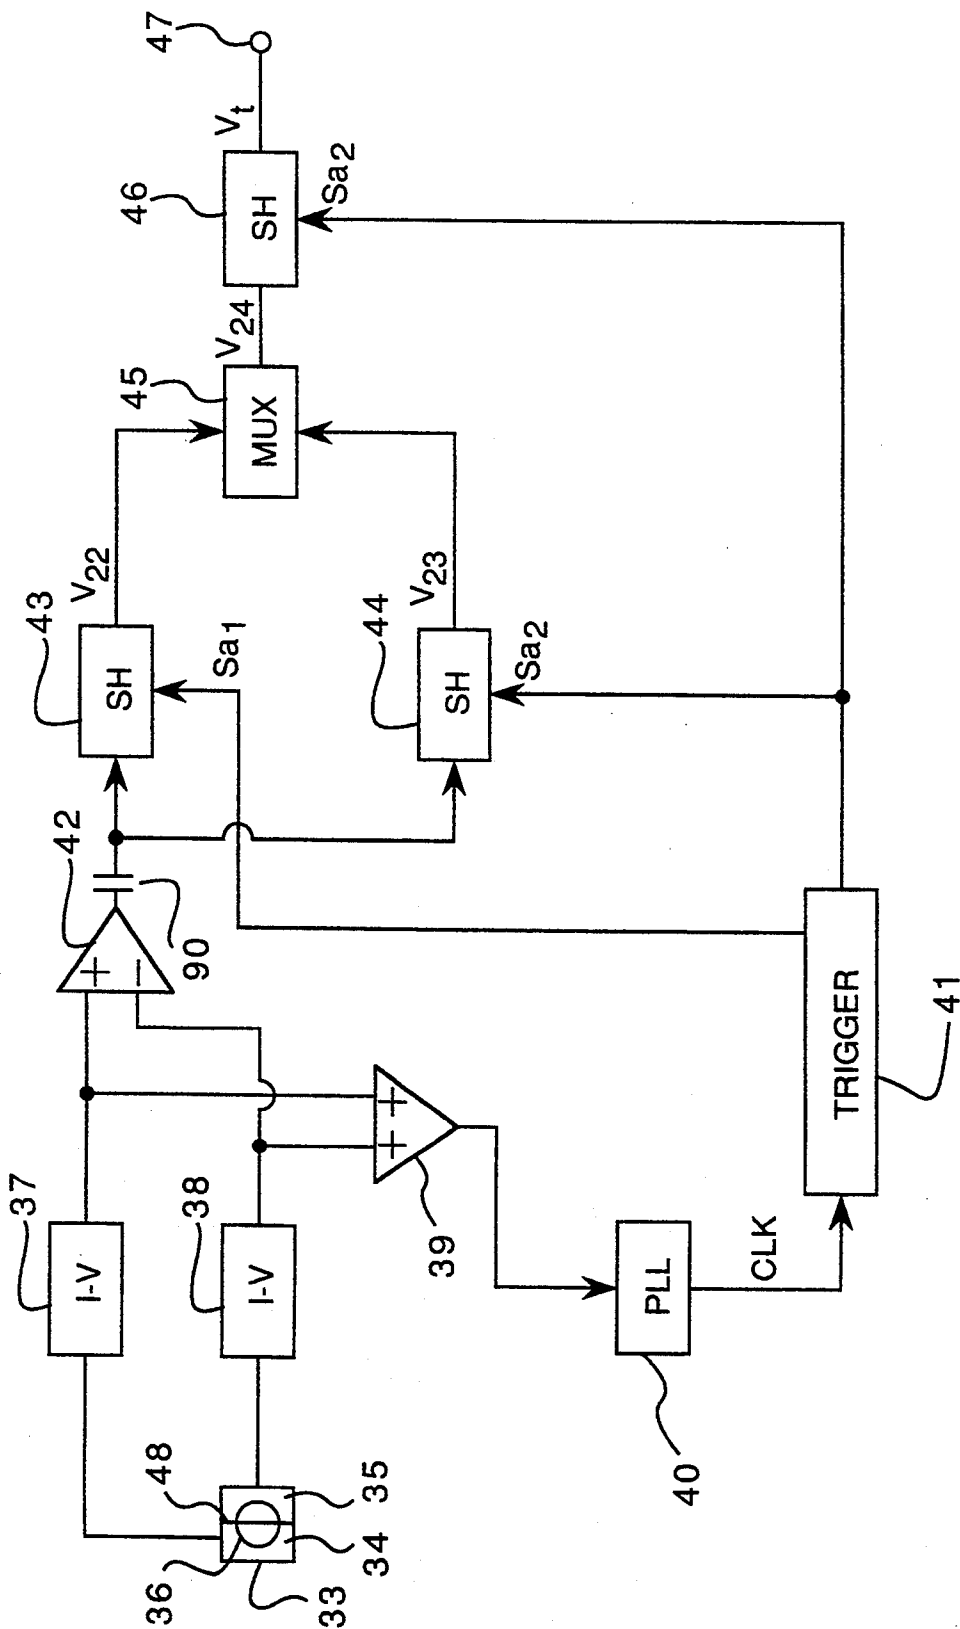 47
Vt
46
SH
Sa2
V24
45
MUX
V22
43
SH
Sa1
V23
44
SH
Sa2
42
+
−
90
37
I-V
38
I-V
+
+
39
PLL
40
CLK
TRIGGER
41
48
35
36
34
33